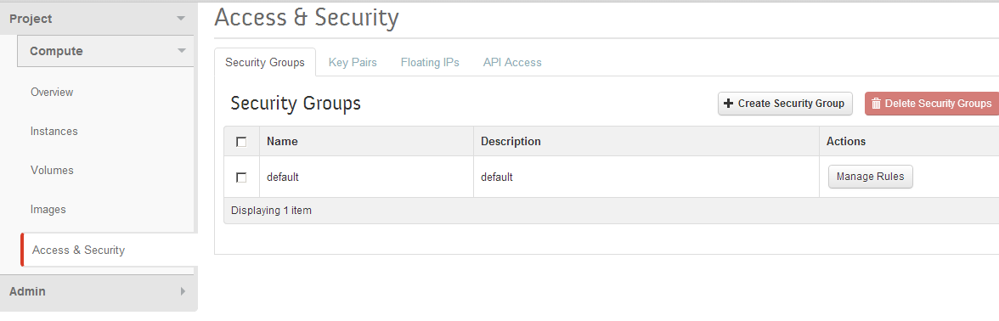 Project
Compute
Overview
Instances
Volumes
Images
Access & Security
Admin
Access & Security
Security Groups Key Pairs Floating IPs API Access
Security Groups
Create Security Group Delete Security Groups
Name Description Actions
default default Manage Rules
Displaying 1 item